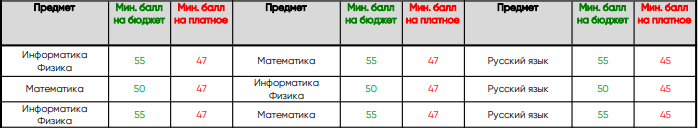 Предмет Мин. балл на бюджет Мин. балл на платное Предмет Мин. балл на бюджет Мин. балл на платное Предмет Мин. балл на бюджет Мин. балл на платное
Информатика Физика 55 47 Математика 55 47 Русский язык 55 45
Математика 50 47 Информатика Физика 50 47 Русский язык 50 45
Информатика Физика 55 47 Математика 55 47 Русский язык 55 45